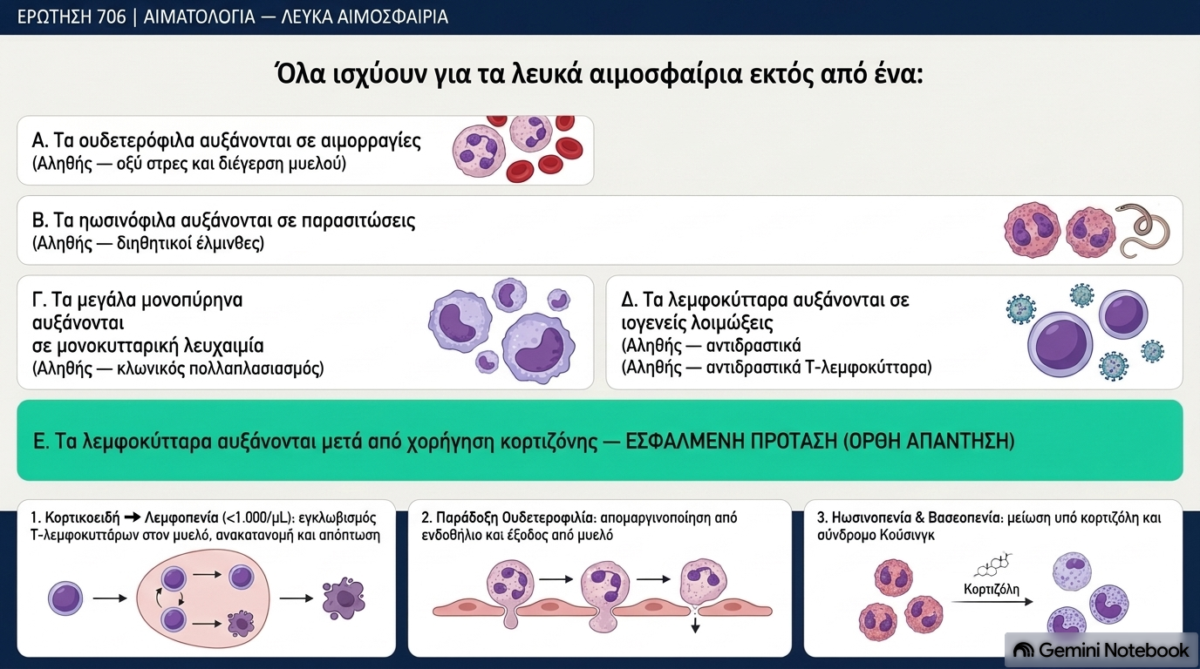 ΕΡΩΤΗΣΗ 706 | ΑΙΜΑΤΟΛΟΓΙΑ — ΛΕΥΚΑ ΑΙΜΟΣΦΑΙΡΙΑ
Όλα ισχύουν για τα λευκά αιμοσφαίρια εκτός από ένα:
Α. Τα ουδετερόφιλα αυξάνονται σε αιμορραγίες
(Αληθής — οξύ στρες και διέγερση μυελού)
Β. Τα ηωσινόφιλα αυξάνονται σε παρασιτώσεις
(Αληθής — διηθητικοί έλμινθες)
Γ. Τα μεγάλα μονοπύρηνα
αυξάνονται
σε μονοκυτταρική λευχαιμία
(Αληθής — κλωνικός πολλαπλασιασμός)
Δ. Τα λεμφοκύτταρα αυξάνονται σε
ιογενείς λοιμώξεις
(Αληθής — αντιδραστικά
(Αληθής — αντιδραστικά Τ-λεμφοκύτταρα)
Ε. Τα λεμφοκύτταρα αυξάνονται μετά από χορήγηση κορτιζόνης — ΕΣΦΑΛΜΕΝΗ ΠΡΟΤΑΣΗ (ΟΡΘΗ ΑΠΑΝΤΗΣΗ)
1. Κορτικοειδή → Λεμφοπενία (<1.000/μL): εγκλωβισμός
Τ-λεμφοκυττάρων στον μυελό, ανακατανομή και απόπτωση
2. Παράδοξη Ουδετεροφιλία: απομαργινοποίηση από
ενδοθήλιο και έξοδος από μυελό
3. Ηωσινοπενία & Βασεοπενία: μείωση υπό κορτιζόλη και
σύνδρομο Κούσινγκ
Κορτιζόλη
Gemini Notebook